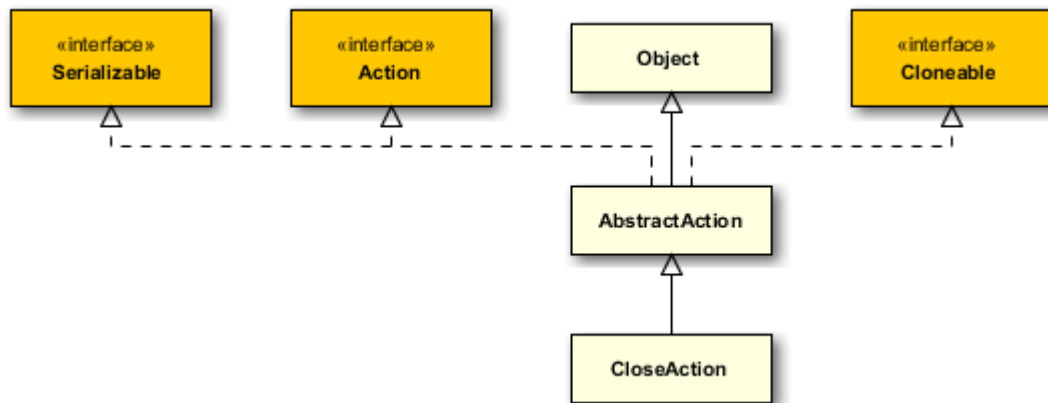 «interface»
Serializable
«interface»
Action
Object
«interface»
Cloneable
AbstractAction
CloseAction